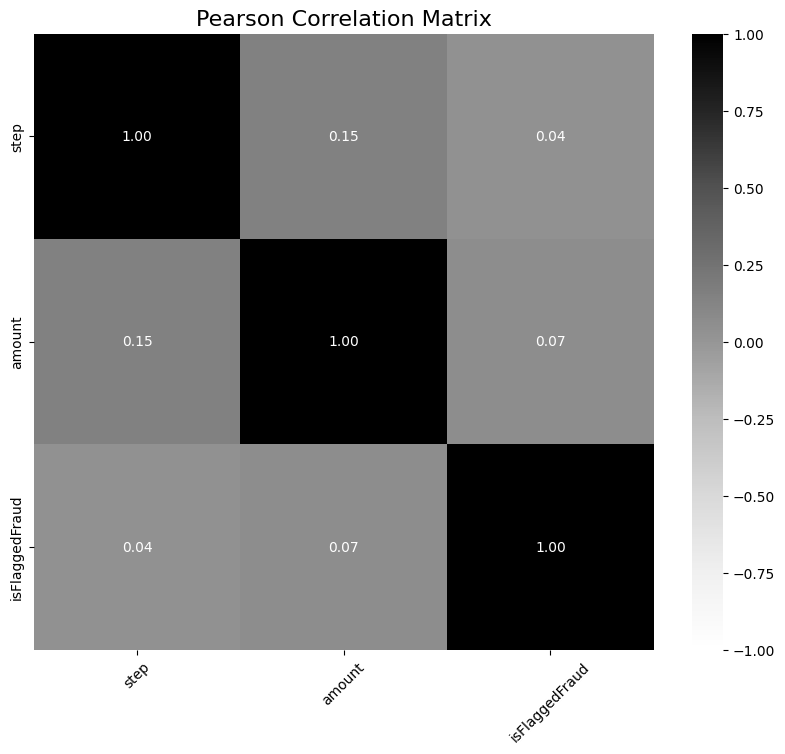 Pearson Correlation Matrix
step
1.00
0.15
0.04
amount
0.15
1.00
0.07
isFlaggedFraud
0.04
0.07
1.00
step
amount
isFlaggedFraud
1.00
0.75
0.50
0.25
0.00
−0.25
−0.50
−0.75
−1.00